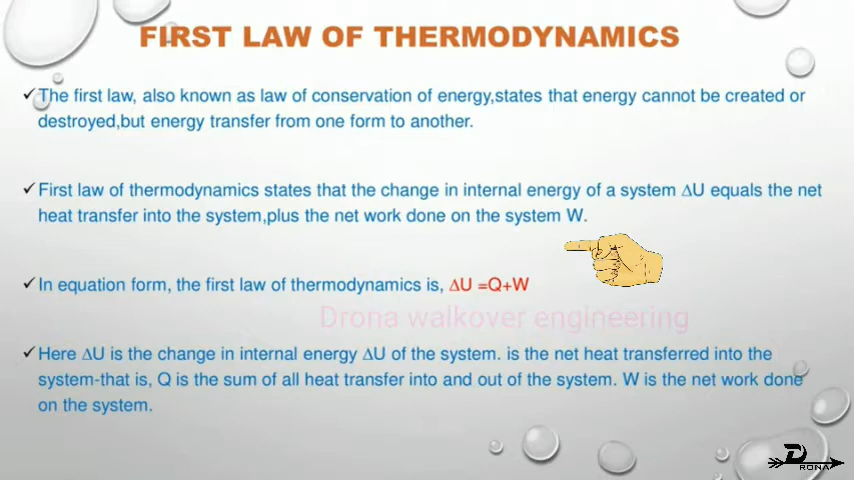 FIRST LAW OF THERMODYNAMICS
✓The first law, also known as law of conservation of energy,states that energy cannot be created or
destroyed,but energy transfer from one form to another.
✓First law of thermodynamics states that the change in internal energy of a system ∆U equals the net
heat transfer into the system,plus the net work done on the system W.
✓In equation form, the first law of thermodynamics is, ∆U =Q+W
Drona walkover engineering
✓Here ∆U is the change in internal energy ∆U of the system. is the net heat transferred into the
system-that is, Q is the sum of all heat transfer into and out of the system. W is the net work done
on the system.
D
RONA